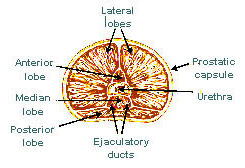 Lateral
lobes
Anterior
lobe
Prostatic
capsule
Median
lobe
Urethra
Posterior
lobe
Ejaculatory
ducts